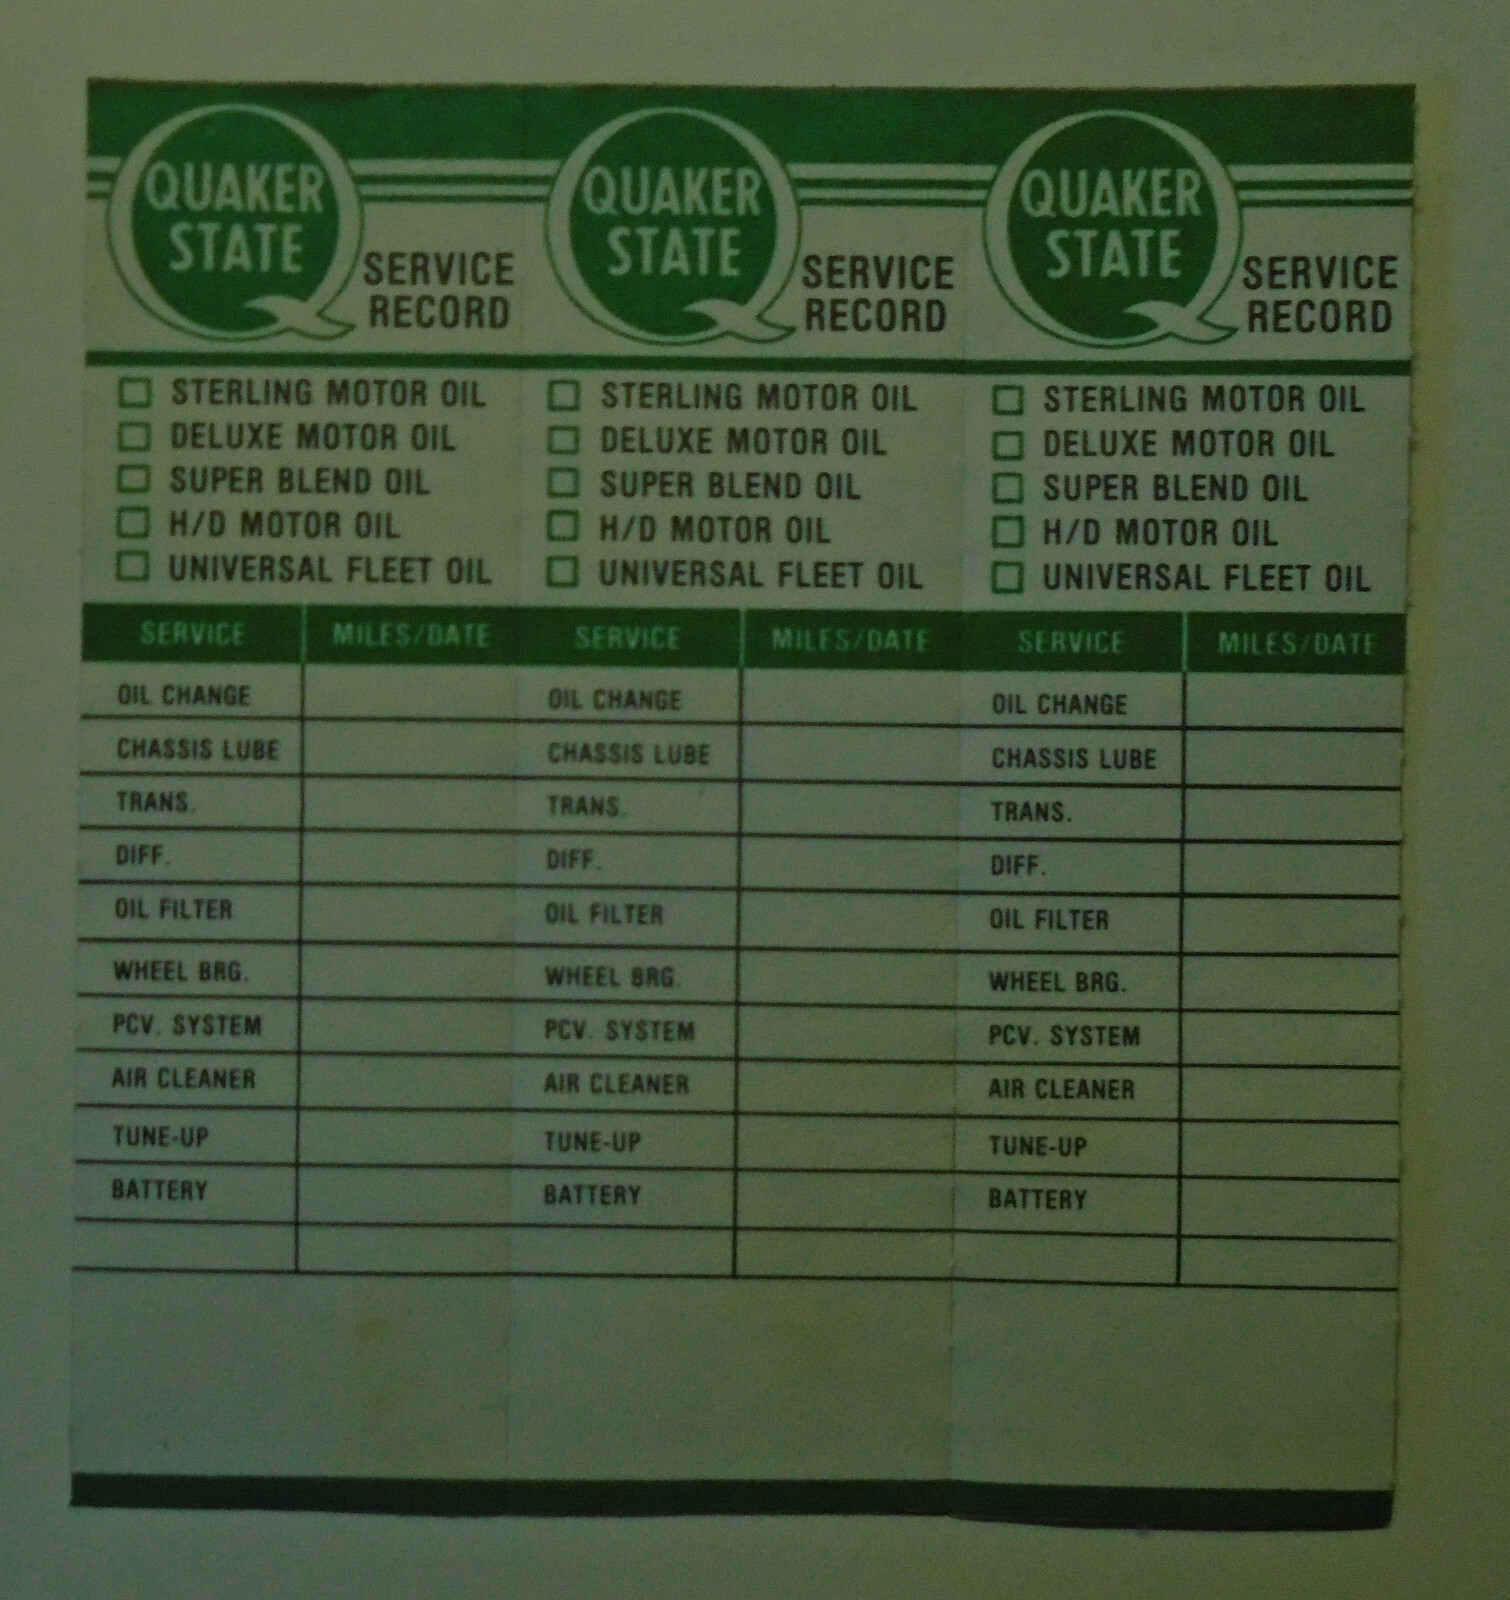 QUAKER
STATE
SERVICE
RECORD
☐ STERLING MOTOR OIL
☐ DELUXE MOTOR OIL
☐ SUPER BLEND OIL
☐ H/D MOTOR OIL
☐ UNIVERSAL FLEET OIL
SERVICE MILES/DATE
OIL CHANGE
CHASSIS LUBE
TRANS.
DIFF.
OIL FILTER
WHEEL BRG.
PCV. SYSTEM
AIR CLEANER
TUNE-UP
BATTERY
QUAKER
STATE
SERVICE
RECORD
☐ STERLING MOTOR OIL
☐ DELUXE MOTOR OIL
☐ SUPER BLEND OIL
☐ H/D MOTOR OIL
☐ UNIVERSAL FLEET OIL
SERVICE MILES/DATE
OIL CHANGE
CHASSIS LUBE
TRANS.
DIFF.
OIL FILTER
WHEEL BRG.
PCV. SYSTEM
AIR CLEANER
TUNE-UP
BATTERY
QUAKER
STATE
SERVICE
RECORD
☐ STERLING MOTOR OIL
☐ DELUXE MOTOR OIL
☐ SUPER BLEND OIL
☐ H/D MOTOR OIL
☐ UNIVERSAL FLEET OIL
SERVICE MILES/DATE
OIL CHANGE
CHASSIS LUBE
TRANS.
DIFF.
OIL FILTER
WHEEL BRG.
PCV. SYSTEM
AIR CLEANER
TUNE-UP
BATTERY